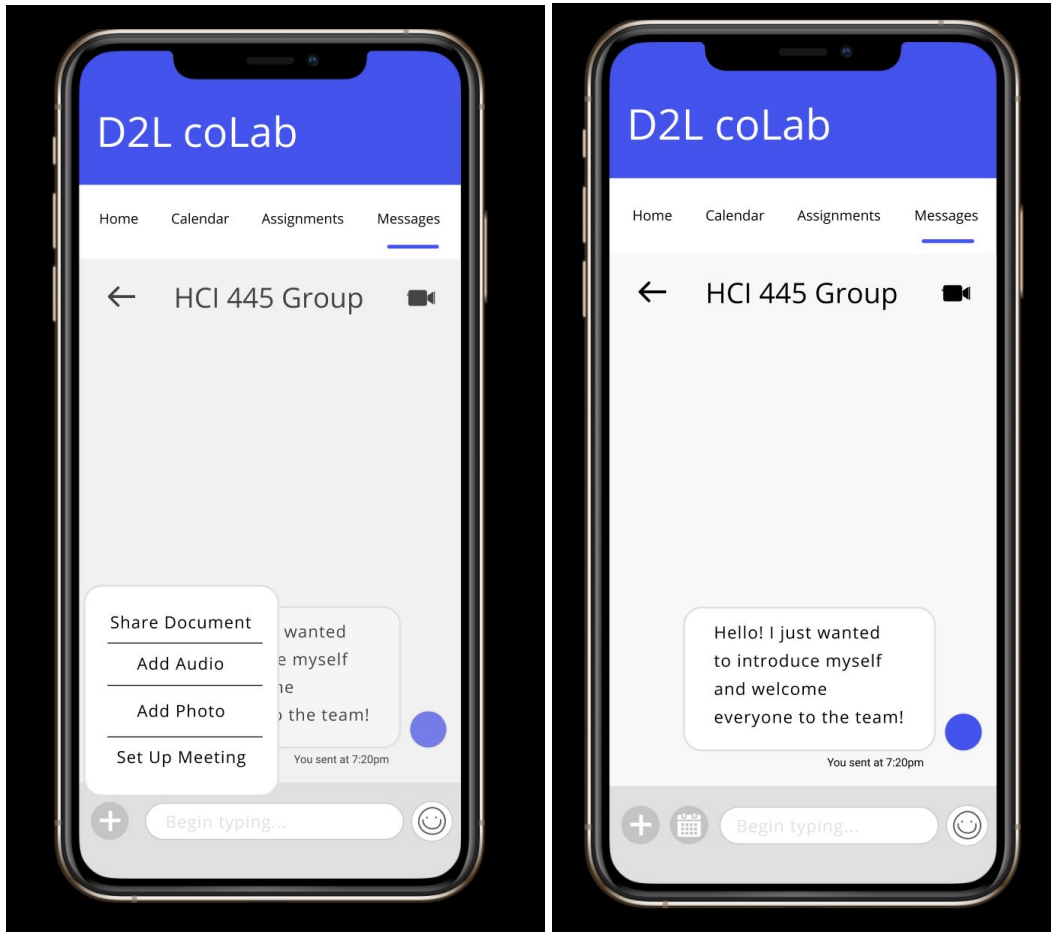 D2L coLab
Home Calendar Assignments Messages
HCI 445 Group
Share Document
Add Audio
Add Photo
Set Up Meeting
wanted
e myself
the team!
You sent at 7:20pm
Begin typing...
D2L coLab
Home Calendar Assignments Messages
HCI 445 Group
Hello! I just wanted
to introduce myself
and welcome
everyone to the team!
You sent at 7:20pm
Begin typing...